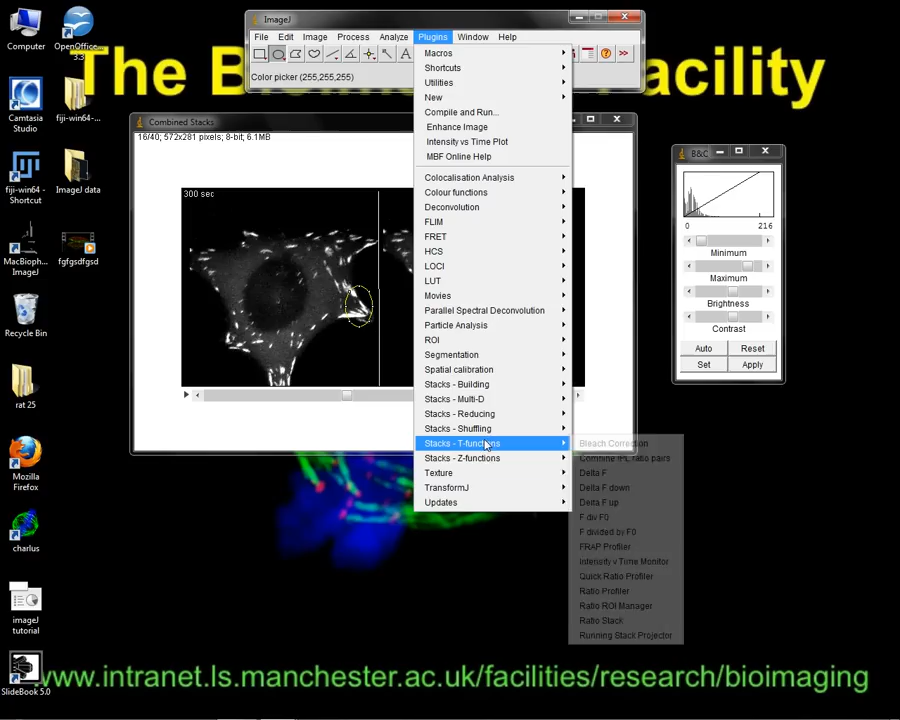 Computer
OpenOffice...
3.3
Camtasia
Studio
fiji-win64-...
fiji-win64 -
Shortcut
ImageJ data
MacBioph...
ImageJ
fgfgsdfgsd
Recycle Bin
rat 25
Mozilla
Firefox
charlus
imageJ
tutorial
SlideBook 5.0
The B
acility
ImageJ
File Edit Image Process Analyze Plugins Window Help
A
>>
Color picker (255,255,255)
Combined Stacks
16/40; 572x281 pixels; 8-bit; 6.1MB
300 sec
Macros
Shortcuts
Utilities
New
Compile and Run...
Enhance Image
Intensity vs Time Plot
MBF Online Help
Colocalisation Analysis
Colour functions
Deconvolution
FLIM
FRET
HCS
LOCI
LUT
Movies
Parallel Spectral Deconvolution
Particle Analysis
ROI
Segmentation
Spatial calibration
Stacks - Building
Stacks - Multi-D
Stacks - Reducing
Stacks - Shuffling
Stacks - T-functions
Stacks - Z-functions
Texture
TransformJ
Updates
Bleach Correction
Combine IPL ratio pairs
Delta F
Delta F down
Delta F up
F div F0
F divided by F0
FRAP Profiler
Intensity v Time Monitor
Quick Ratio Profiler
Ratio Profiler
Ratio ROI Manager
Ratio Stack
Running Stack Projector
B&C
0 216
Minimum
Maximum
Brightness
Contrast
Auto Reset
Set Apply
www.intranet.ls.manchester.ac.uk/facilities/research/bioimaging